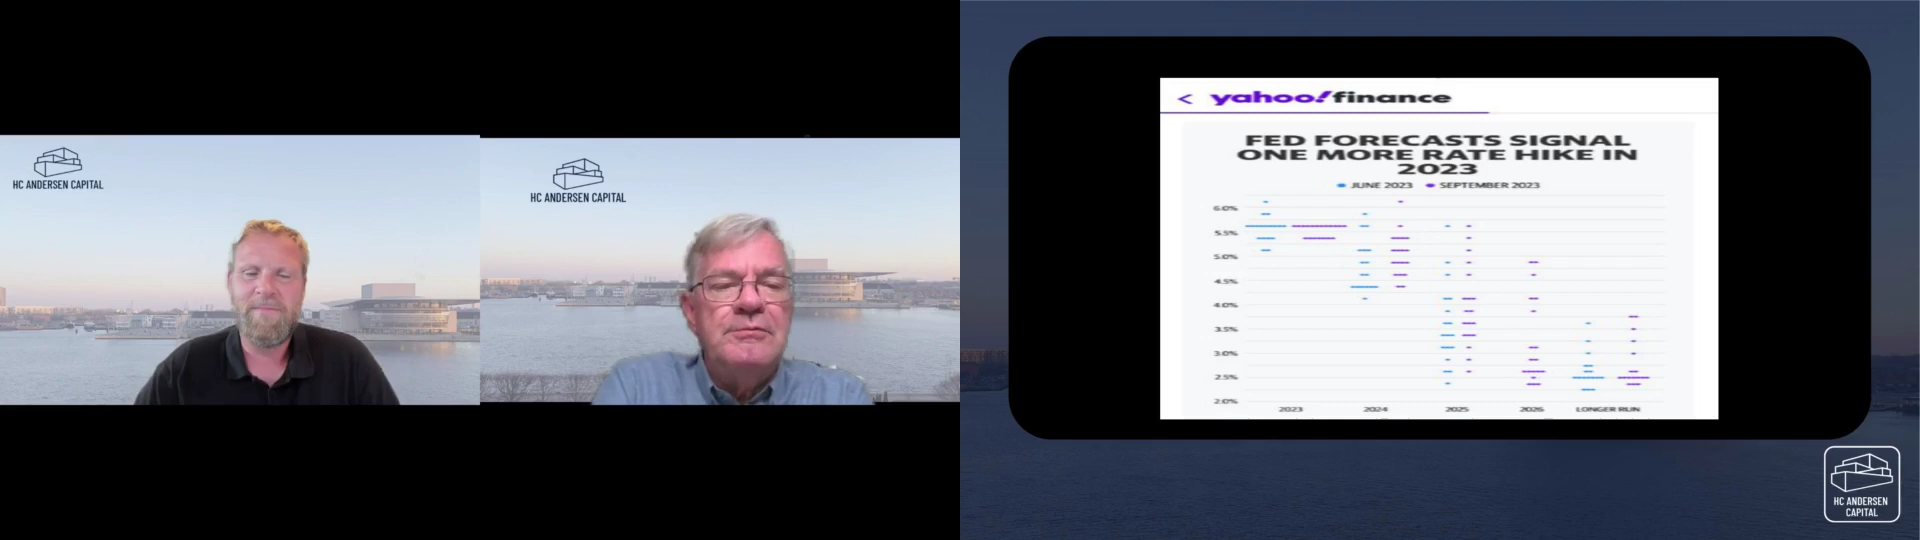 HC ANDERSEN CAPITAL
HC ANDERSEN CAPITAL
< yahoo!finance
FED FORECASTS SIGNAL
ONE MORE RATE HIKE IN
2023
JUNE 2023 SEPTEMBER 2023
6.0%
5.5%
5.0%
4.5%
4.0%
3.5%
3.0%
2.5%
2.0%
2023 2024 2025 2026 LONGER RUN
HC ANDERSEN
CAPITAL